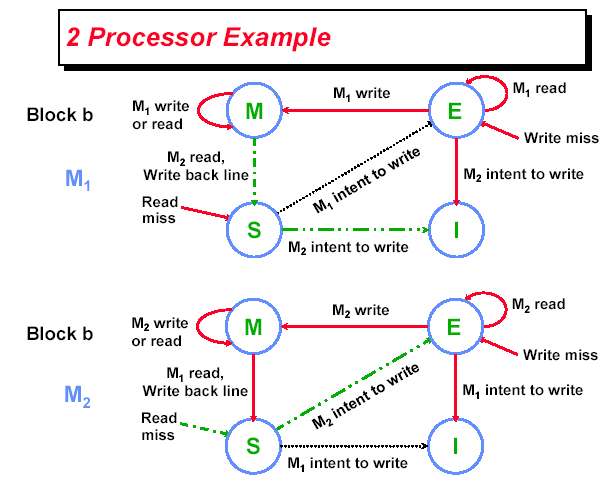 2 Processor Example
Block b
M1
M1 write
or read
M
M1 write
E
M1 read
Write miss
M2 read,
Write back line
M1 intent to write
M2 intent to write
Read
miss
S
M2 intent to write
I
Block b
M2
M2 write
or read
M
M2 write
E
M2 read
Write miss
M1 read,
Write back line
M2 intent to write
M1 intent to write
Read
miss
S
M1 intent to write
I